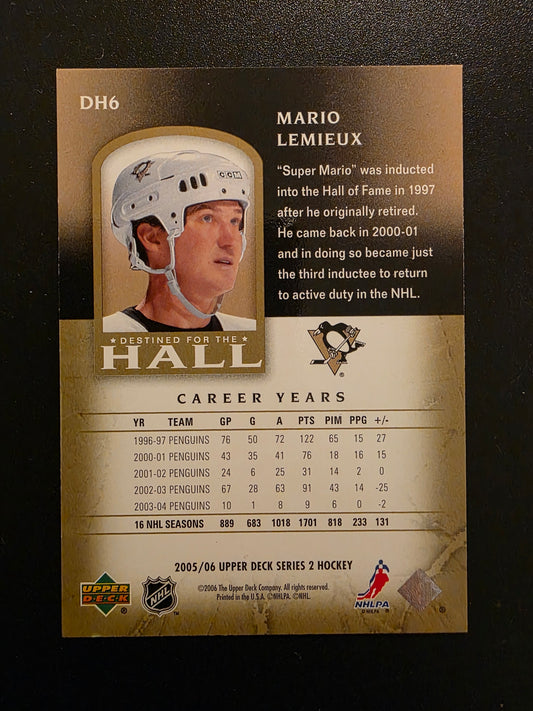 DH6
MARIO
LEMIEUX
"Super Mario" was inducted
into the Hall of Fame in 1997
after he originally retired.
He came back in 2000-01
and in doing so became just
the third inductee to return
to active duty in the NHL.
CCM
★ DESTINED FOR THE ★
HALL
CAREER YEARS
YR TEAM GP G A PTS PIM PPG +/-
1996-97 PENGUINS 76 50 72 122 65 15 27
2000-01 PENGUINS 43 35 41 76 18 16 15
2001-02 PENGUINS 24 6 25 31 14 2 0
2002-03 PENGUINS 67 28 63 91 43 14 -25
2003-04 PENGUINS 10 1 8 9 6 0 -2
16 NHL SEASONS 889 683 1018 1701 818 233 131
2005/06 UPPER DECK SERIES 2 HOCKEY
©2006 The Upper Deck Company. All rights reserved.
Printed in the U.S.A. ©NHLPA. ©NHL.
UPPER
D·E·C·K
®
NHL
™
NHLPA
© NHLPA ®